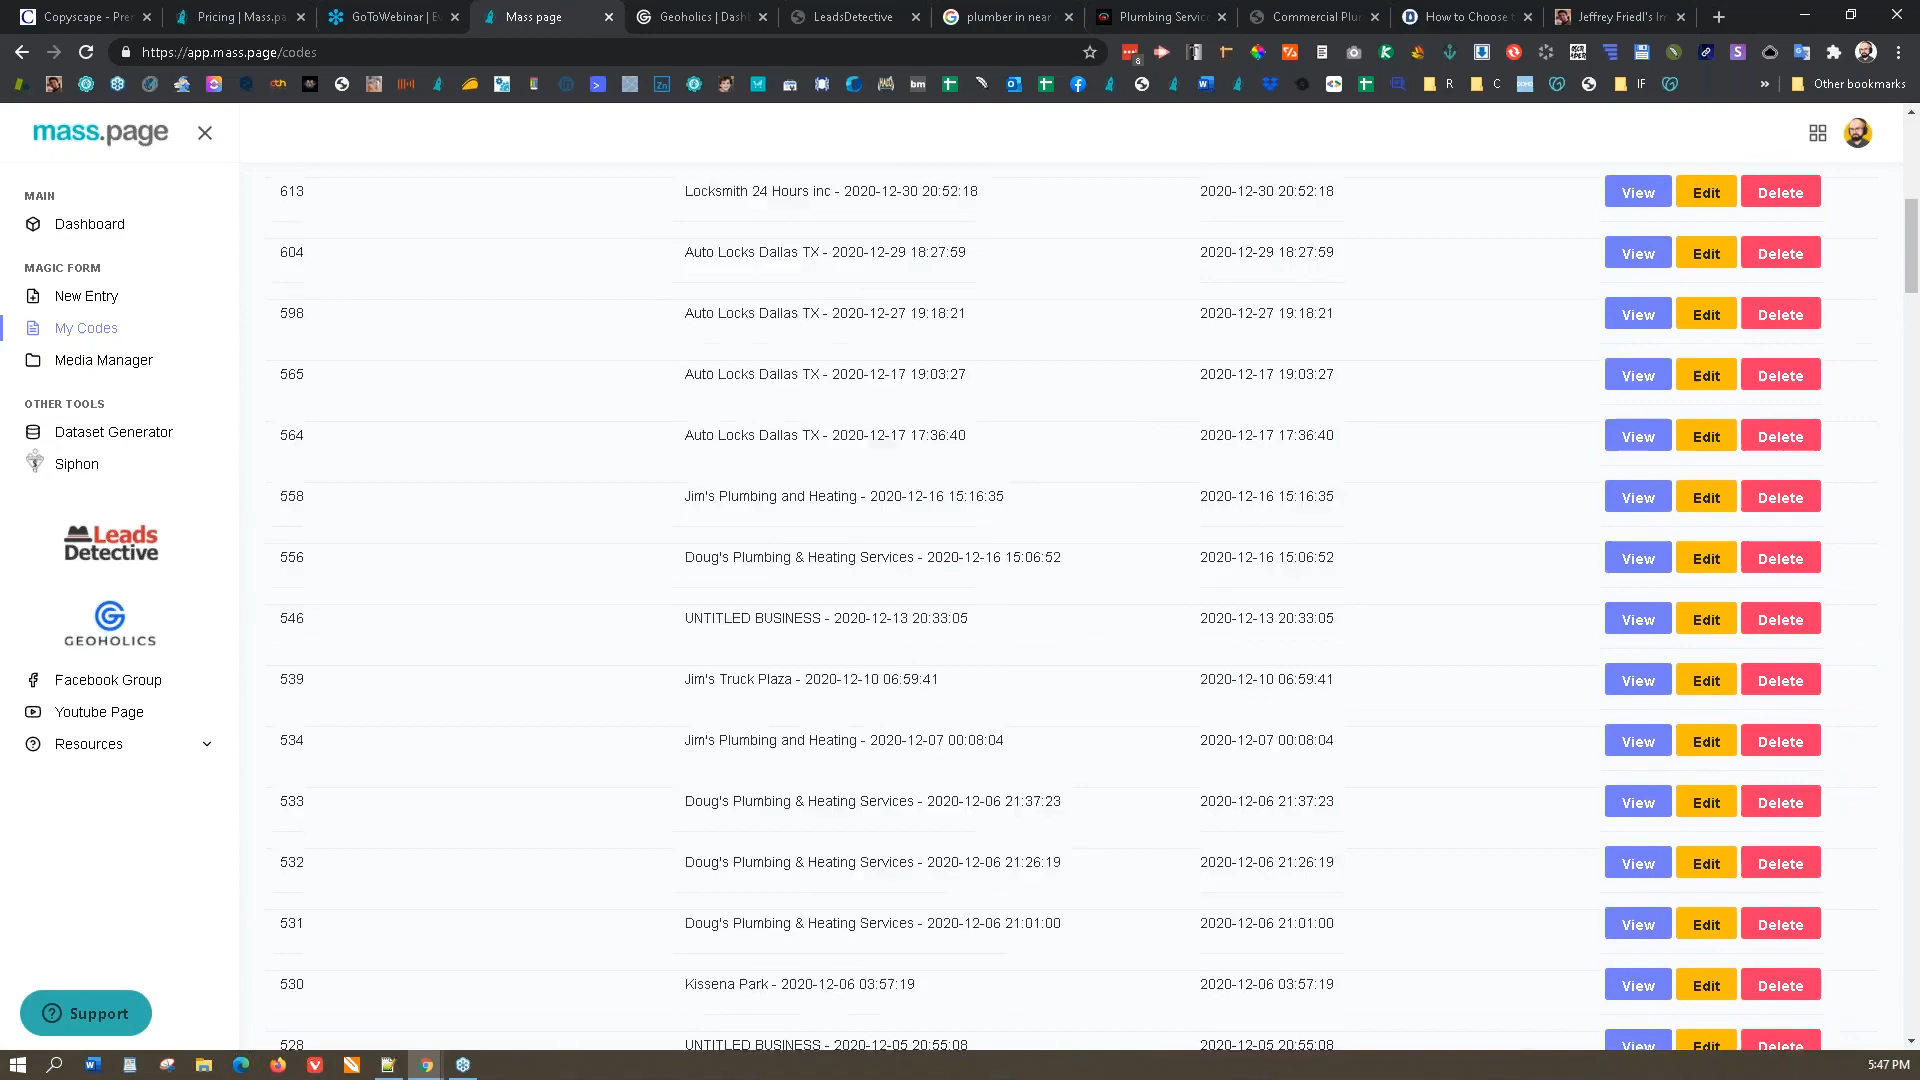 Copyscape - Prer
Pricing | Mass.pa
GoToWebinar | Ev
Mass page
Geoholics | Dash
LeadsDetective
plumber in near
Plumbing Servic
Commercial Plu
How to Choose t
Jeffrey Friedl's Im
https://app.mass.page/codes
R
C
IF
Other bookmarks
mass.page
MAIN
Dashboard
MAGIC FORM
New Entry
My Codes
Media Manager
OTHER TOOLS
Dataset Generator
Siphon
Leads
Detective
GEOHOLICS
Facebook Group
Youtube Page
Resources
Support
613 Locksmith 24 Hours inc - 2020-12-30 20:52:18 2020-12-30 20:52:18 View Edit Delete
604 Auto Locks Dallas TX - 2020-12-29 18:27:59 2020-12-29 18:27:59 View Edit Delete
598 Auto Locks Dallas TX - 2020-12-27 19:18:21 2020-12-27 19:18:21 View Edit Delete
565 Auto Locks Dallas TX - 2020-12-17 19:03:27 2020-12-17 19:03:27 View Edit Delete
564 Auto Locks Dallas TX - 2020-12-17 17:36:40 2020-12-17 17:36:40 View Edit Delete
558 Jim's Plumbing and Heating - 2020-12-16 15:16:35 2020-12-16 15:16:35 View Edit Delete
556 Doug's Plumbing & Heating Services - 2020-12-16 15:06:52 2020-12-16 15:06:52 View Edit Delete
546 UNTITLED BUSINESS - 2020-12-13 20:33:05 2020-12-13 20:33:05 View Edit Delete
539 Jim's Truck Plaza - 2020-12-10 06:59:41 2020-12-10 06:59:41 View Edit Delete
534 Jim's Plumbing and Heating - 2020-12-07 00:08:04 2020-12-07 00:08:04 View Edit Delete
533 Doug's Plumbing & Heating Services - 2020-12-06 21:37:23 2020-12-06 21:37:23 View Edit Delete
532 Doug's Plumbing & Heating Services - 2020-12-06 21:26:19 2020-12-06 21:26:19 View Edit Delete
531 Doug's Plumbing & Heating Services - 2020-12-06 21:01:00 2020-12-06 21:01:00 View Edit Delete
530 Kissena Park - 2020-12-06 03:57:19 2020-12-06 03:57:19 View Edit Delete
528 UNTITLED BUSINESS - 2020-12-05 20:55:08 2020-12-05 20:55:08 View Edit Delete
5:47 PM